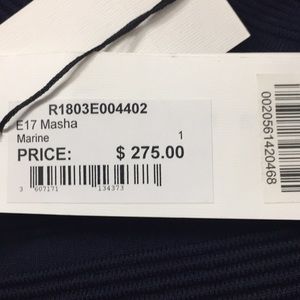 R1803E004402
E17 Masha
Marine 1
PRICE: $ 275.00
3 607171 134373
0020561420468